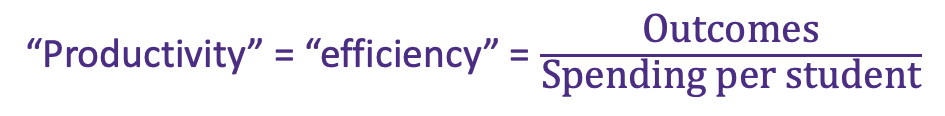 “Productivity” = “efficiency” = Outcomes
Spending per student